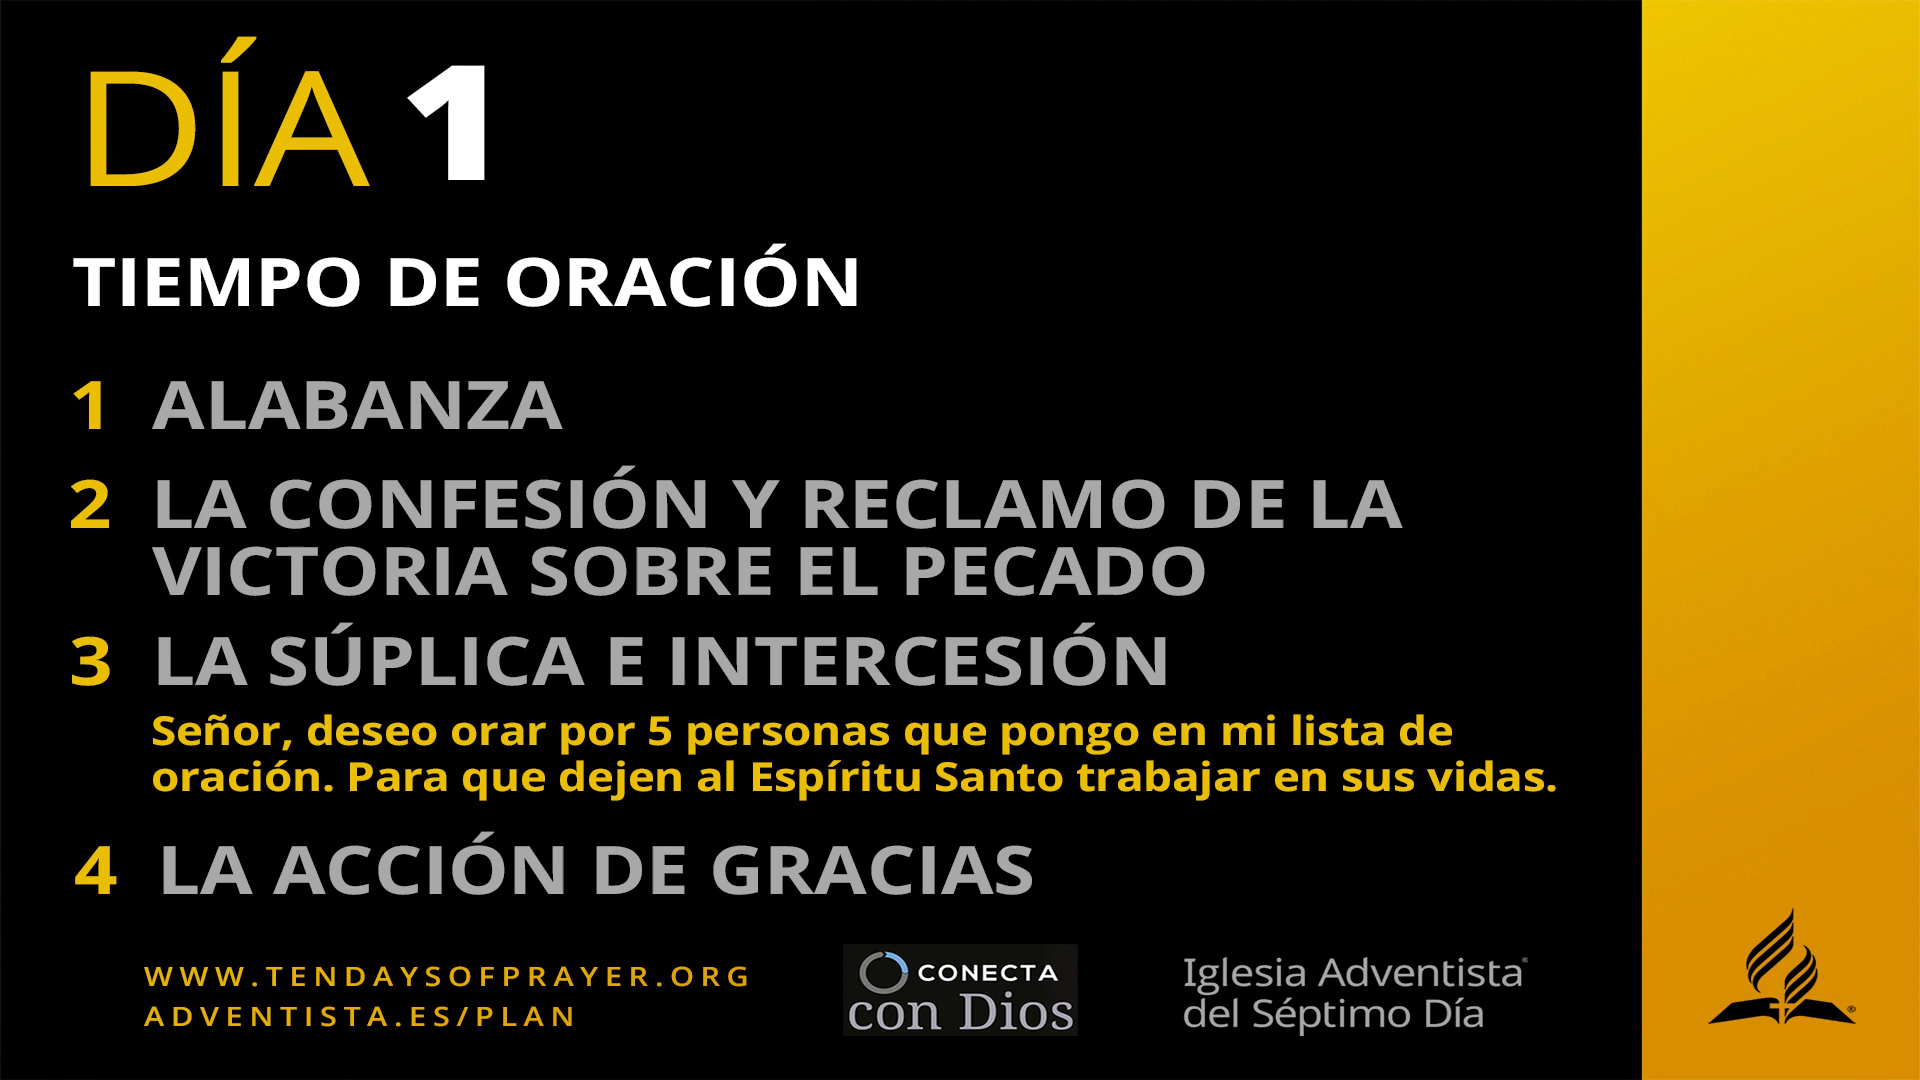 DÍA 1
TIEMPO DE ORACIÓN
1 ALABANZA
2 LA CONFESIÓN Y RECLAMO DE LA
VICTORIA SOBRE EL PECADO
3 LA SÚPLICA E INTERCESIÓN
Señor, deseo orar por 5 personas que pongo en mi lista de
oración. Para que dejen al Espíritu Santo trabajar en sus vidas.
4 LA ACCIÓN DE GRACIAS
WWW.TENDAYSOFPRAYER.ORG
ADVENTISTA.ES/PLAN
CONECTA
con Dios
Iglesia Adventista®
del Séptimo Día
®